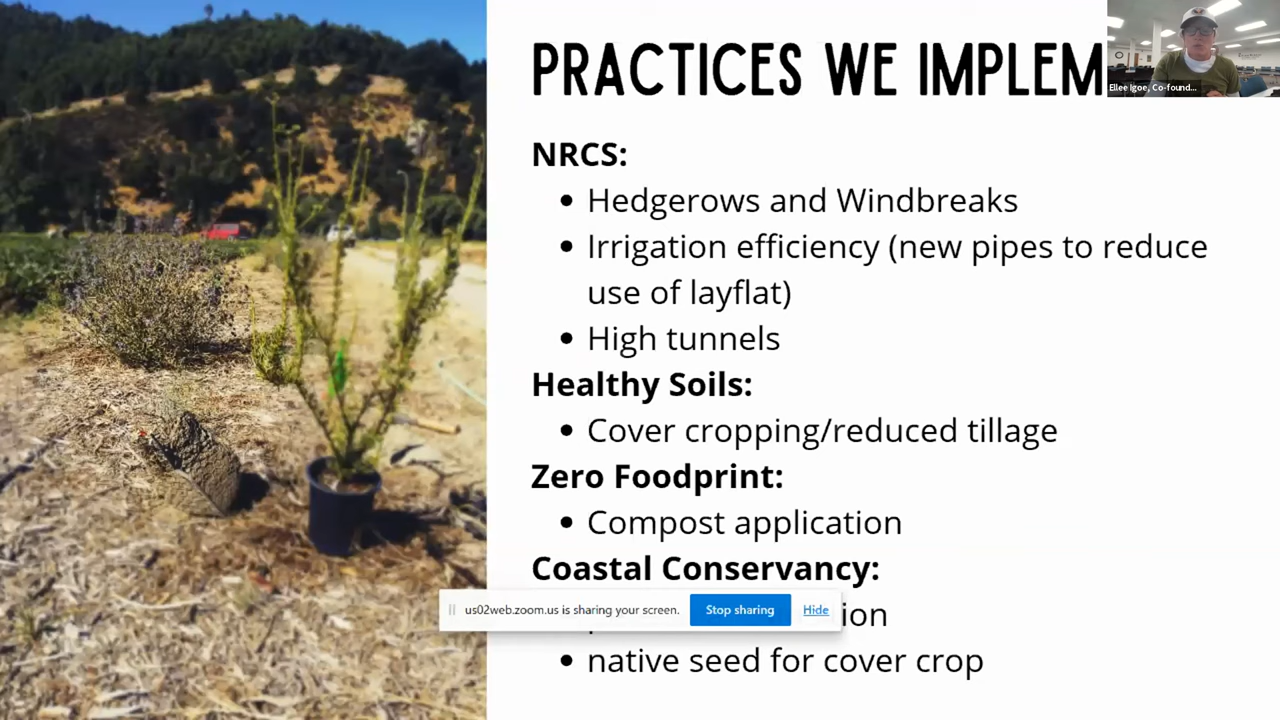 PRACTICES WE IMPLEM
Ellee Igoe, Co-found...
NRCS:
• Hedgerows and Windbreaks
• Irrigation efficiency (new pipes to reduce
use of layflat)
• High tunnels
Healthy Soils:
• Cover cropping/reduced tillage
Zero Foodprint:
• Compost application
Coastal Conservancy:
us02web.zoom.us is sharing your screen. Stop sharing Hide
ion
• native seed for cover crop